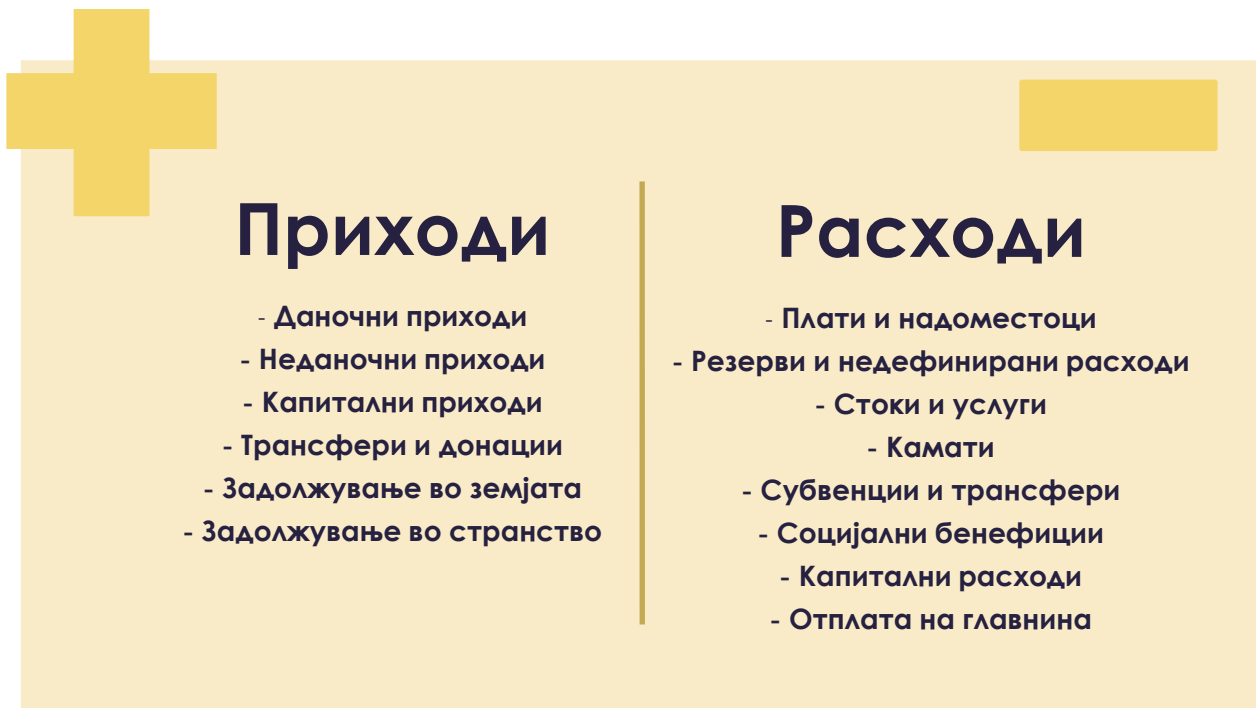 Приходи
- Даночни приходи
- Неданочни приходи
- Капитални приходи
- Трансфери и донации
- Задолжување во земјата
- Задолжување во странство
Расходи
- Плати и надоместоци
- Резерви и недефинирани расходи
- Стоки и услуги
- Камати
- Субвенции и трансфери
- Социјални бенефиции
- Капитални расходи
- Отплата на главнина